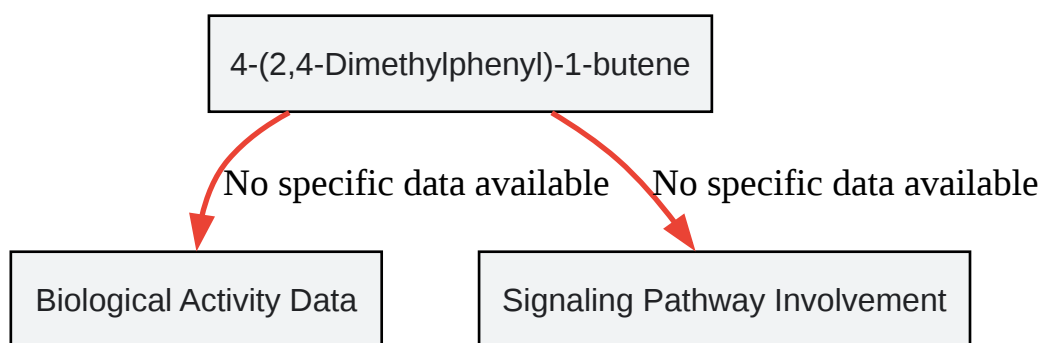 4-(2,4-Dimethylphenyl)-1-butene
No specific data available
No specific data available
Biological Activity Data
Signaling Pathway Involvement